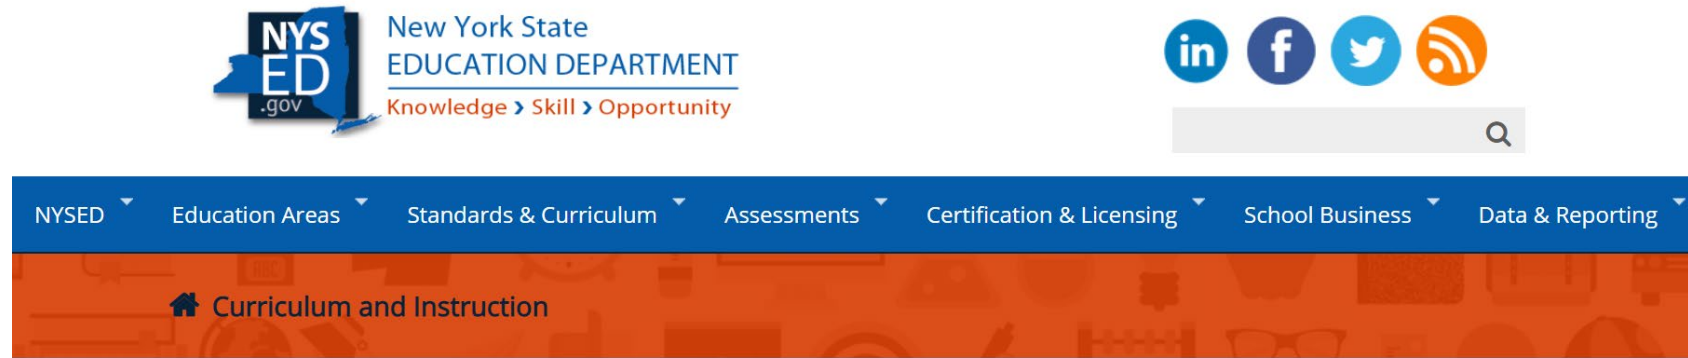 NYS
ED
.gov
New York State
EDUCATION DEPARTMENT
Knowledge › Skill › Opportunity
in f
NYSED Education Areas Standards & Curriculum Assessments Certification & Licensing School Business Data & Reporting
ABC
Curriculum and Instruction